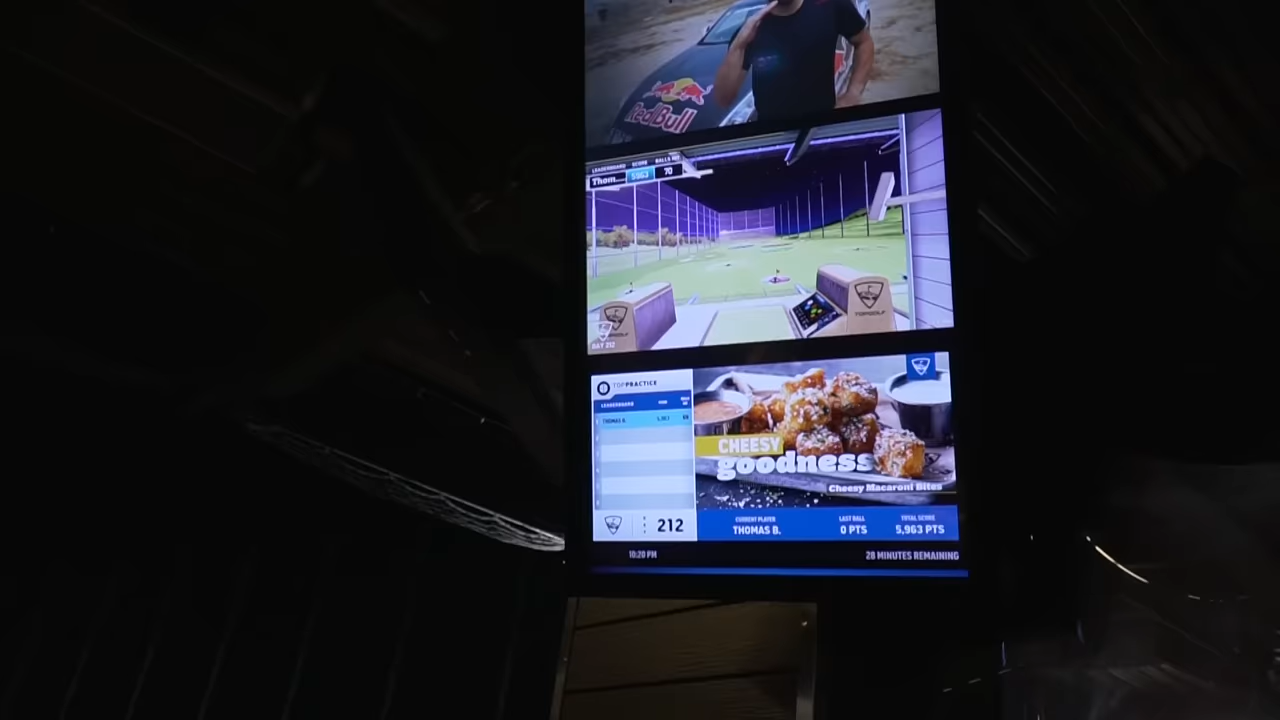 RedBull
LEADERBOARD SCORE BALLS HIT
Thom... 5963 70
TOPGOLF
TOPGOLF
BAY 212
TOPPRACTICE
LEADERBOARD
THOMAS B. 5,963
CHEESY
goodness
Cheesy Macaroni Bites
212
CURRENT PLAYER LAST BALL TOTAL SCORE
THOMAS B. 0 PTS 5,963 PTS
10:20 PM 28 MINUTES REMAINING